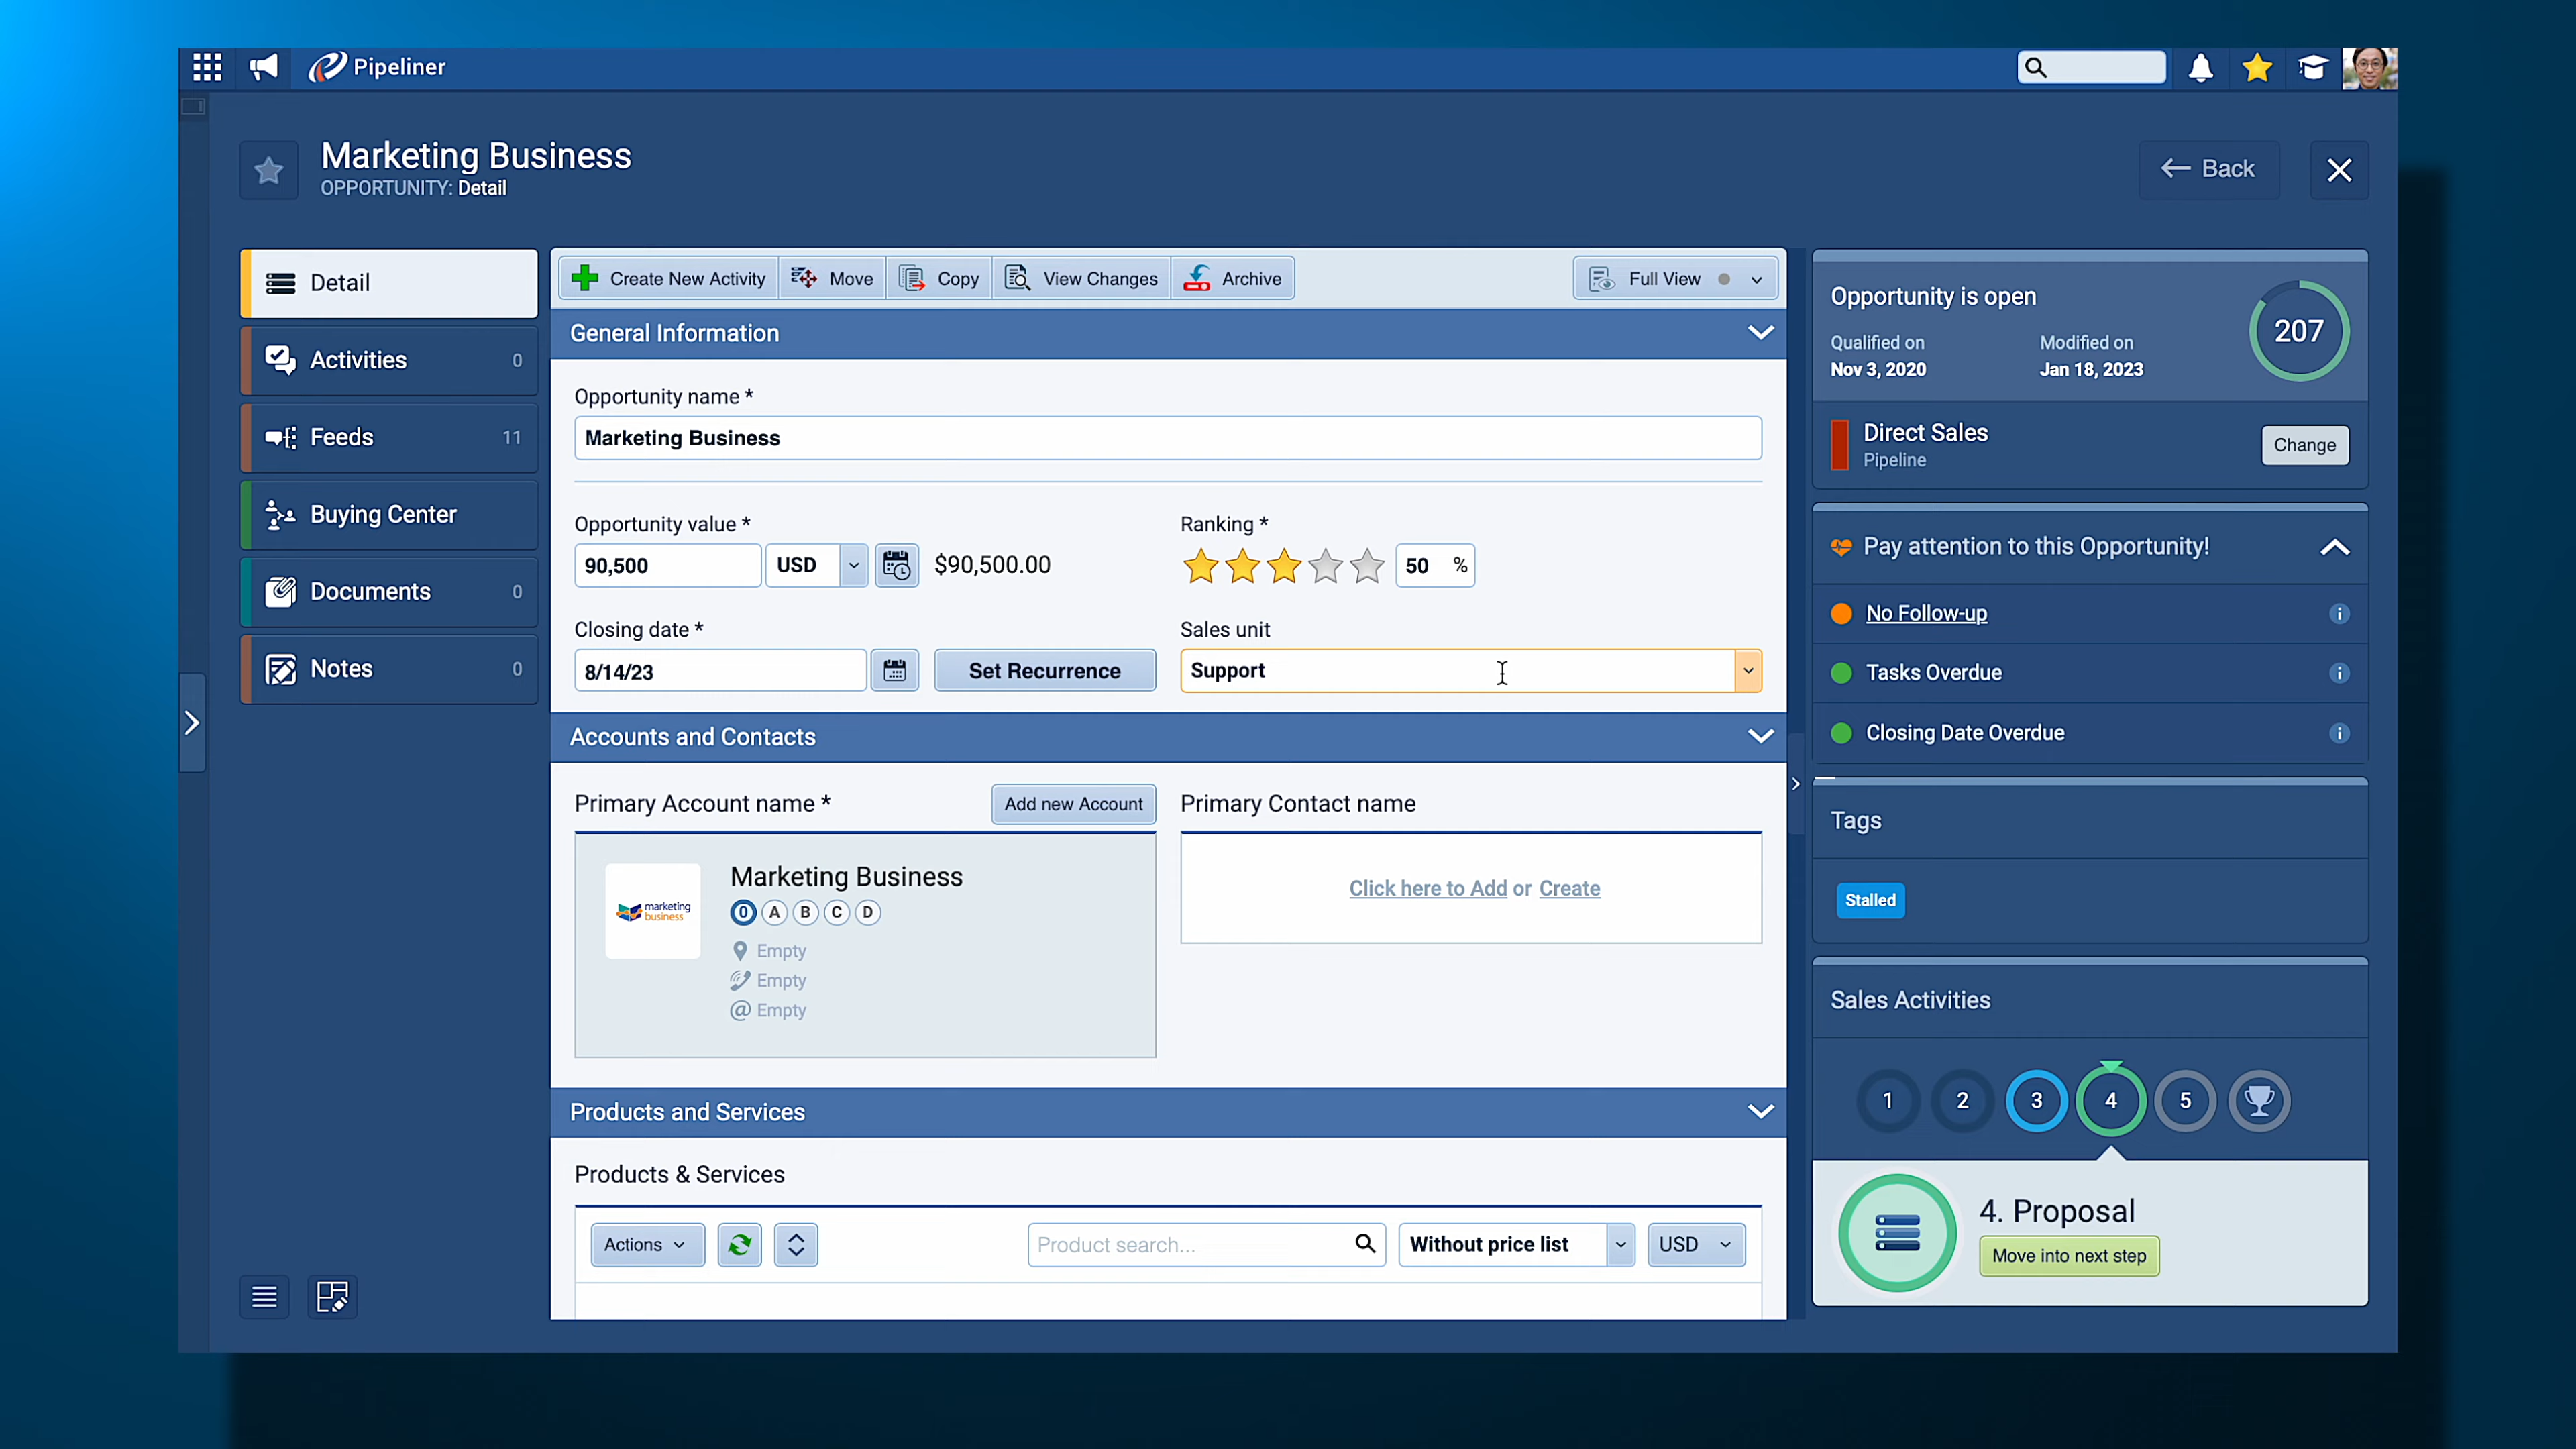 Pipeliner
Marketing Business
OPPORTUNITY: Detail
Back
Detail
Activities 0
Feeds 11
Buying Center
Documents 0
Notes 0
Create New Activity
Move
Copy
View Changes
Archive
Full View
General Information
Opportunity name *
Marketing Business
Opportunity value *
90,500 USD $90,500.00
Ranking *
50 %
Closing date *
8/14/23
Set Recurrence
Sales unit
Support
Accounts and Contacts
Primary Account name *
Add new Account
marketing
business
Marketing Business
0 A B C D
Empty
Empty
@ Empty
Primary Contact name
Click here to Add or Create
Products and Services
Products & Services
Actions
Product search...
Without price list
USD
Opportunity is open
Qualified on
Nov 3, 2020
Modified on
Jan 18, 2023
207
Direct Sales
Pipeline
Change
Pay attention to this Opportunity!
No Follow-up
Tasks Overdue
Closing Date Overdue
Tags
Stalled
Sales Activities
1 2 3 4 5
4. Proposal
Move into next step